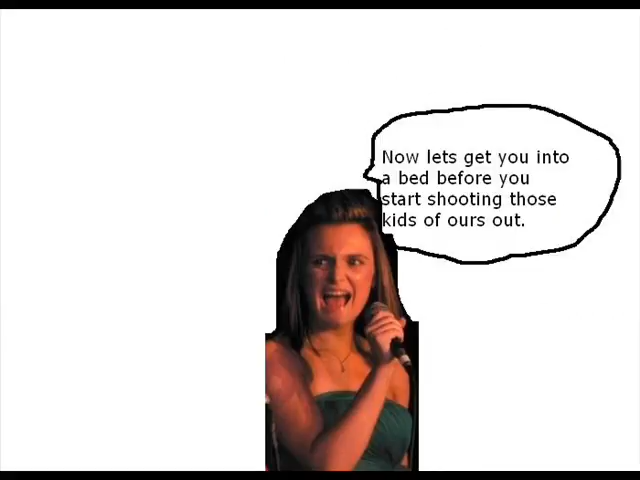 Now lets get you into
a bed before you
start shooting those
kids of ours out.